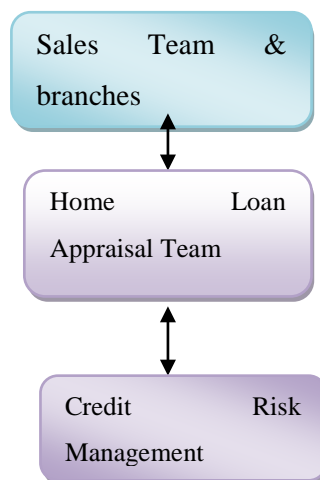 Sales Team &
branches
Home Loan
Appraisal Team
Credit Risk
Management